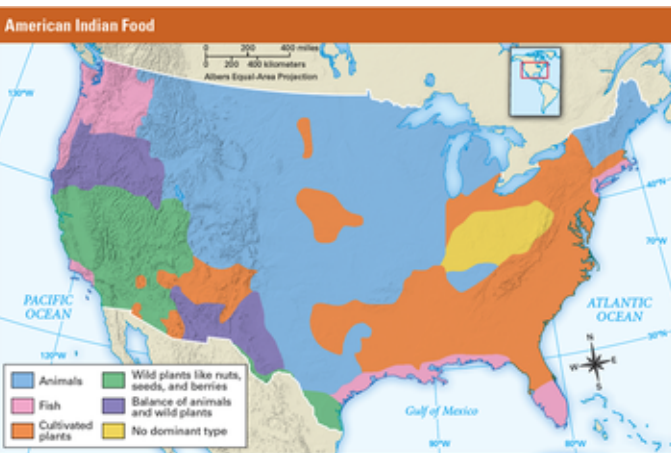 American Indian Food
0 200 400 miles
0 200 400 kilometers
Albers Equal-Area Projection
130°W
40°N
70°W
PACIFIC
OCEAN
ATLANTIC
OCEAN
30°N
120°W
N
W E
S
Animals
Fish
Cultivated
plants
Wild plants like nuts,
seeds, and berries
Balance of animals
and wild plants
No dominant type
Gulf of Mexico
90°W
80°W